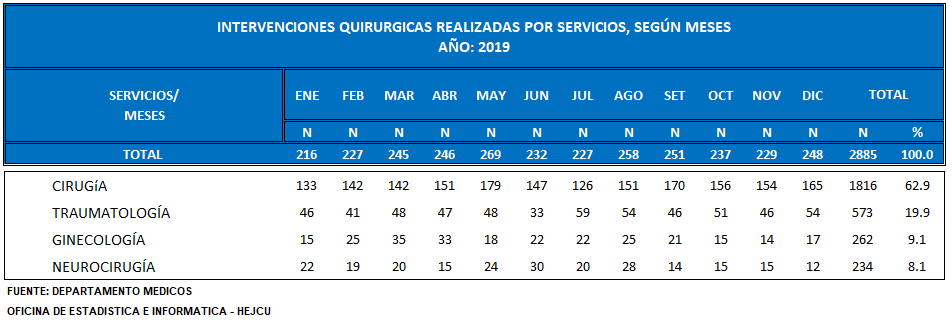 INTERVENCIONES QUIRURGICAS REALIZADAS POR SERVICIOS, SEGÚN MESES
AÑO: 2019
SERVICIOS/ MESES ENE FEB MAR ABR MAY JUN JUL AGO SET OCT NOV DIC TOTAL
N N N N N N N N N N N N N %
TOTAL 216 227 245 246 269 232 227 258 251 237 229 248 2885 100.0
CIRUGíA 133 142 142 151 179 147 126 151 170 156 154 165 1816 62.9
TRAUMATOLOGÍA 46 41 48 47 48 33 59 54 46 51 46 54 573 19.9
GINECOLOGÍA 15 25 35 33 18 22 22 25 21 15 14 17 262 9.1
NEUROCIRUGÍA 22 19 20 15 24 30 20 28 14 15 15 12 234 8.1
FUENTE: DEPARTAMENTO MEDICOS
OFICINA DE ESTADISTICA E INFORMATICA - HEJCU